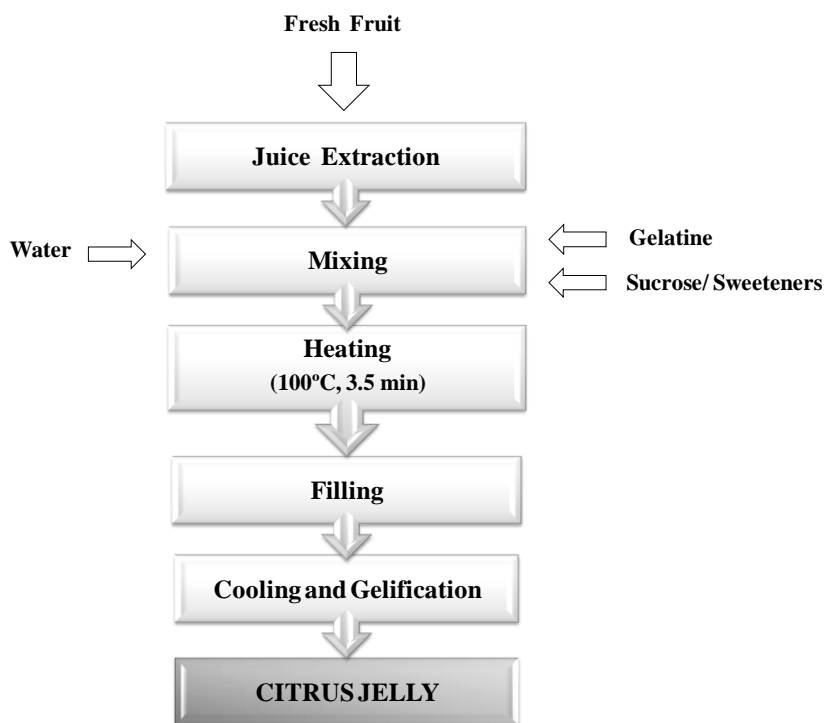 Fresh Fruit
Juice Extraction
Water
Mixing
Gelatine
Sucrose/ Sweeteners
Heating
(100ºC, 3.5 min)
Filling
Cooling and Gelification
CITRUS JELLY